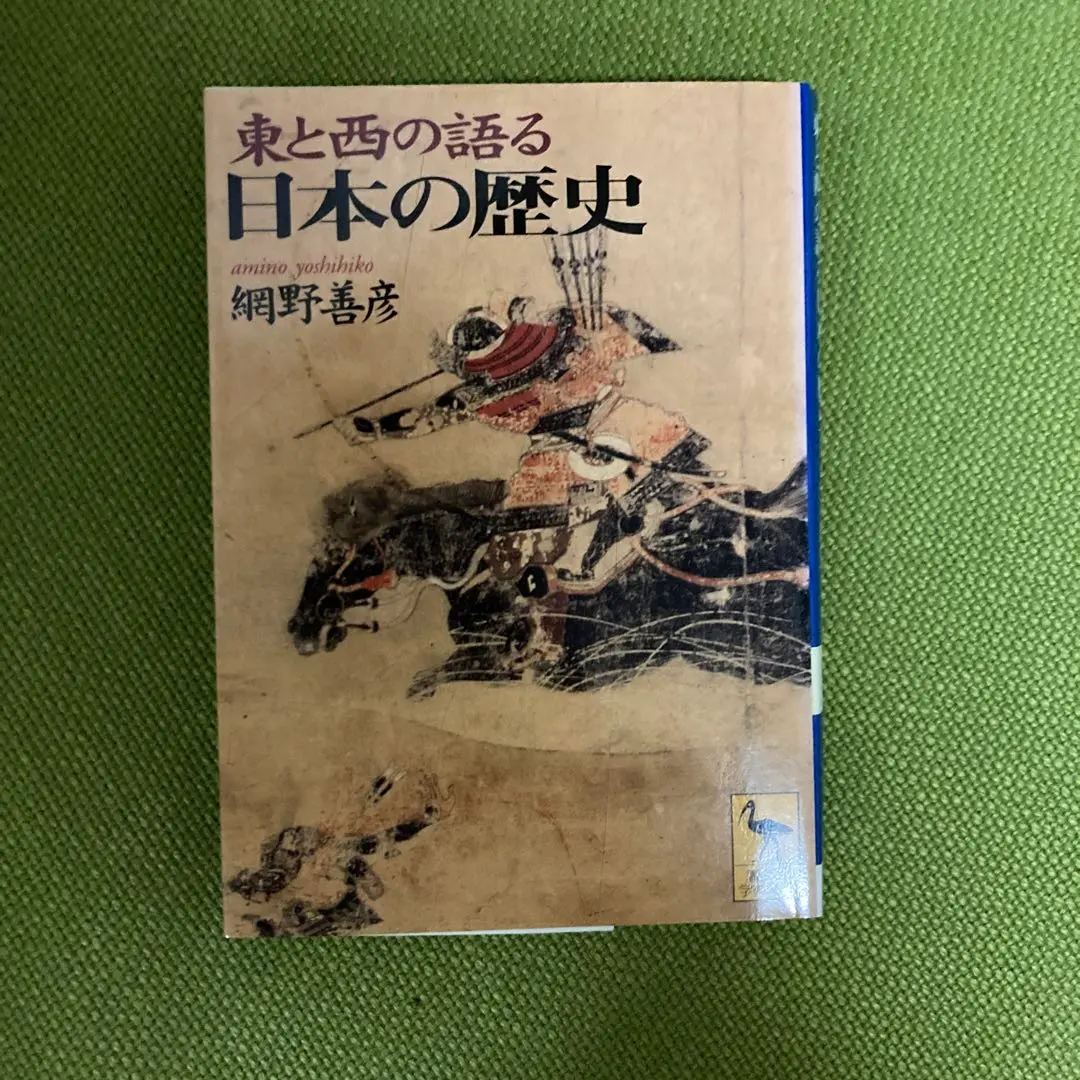 東と西の語る
日本の歴史
amino yoshihiko
網野善彦